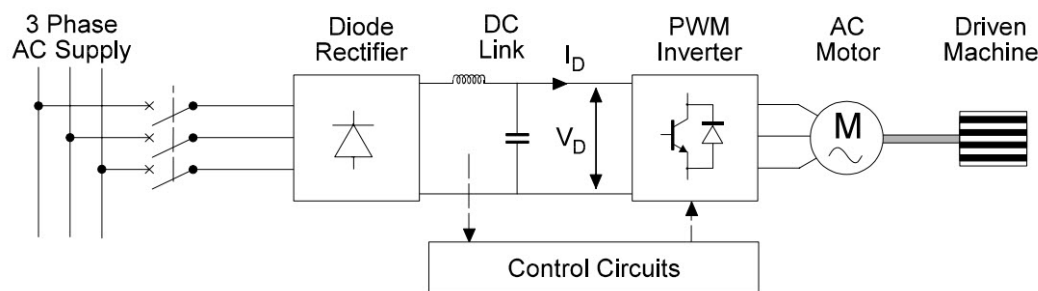 3 Phase
AC Supply
Diode
Rectifier
DC
Link
I_D
V_D
PWM
Inverter
AC
Motor
M
Driven
Machine
Control Circuits